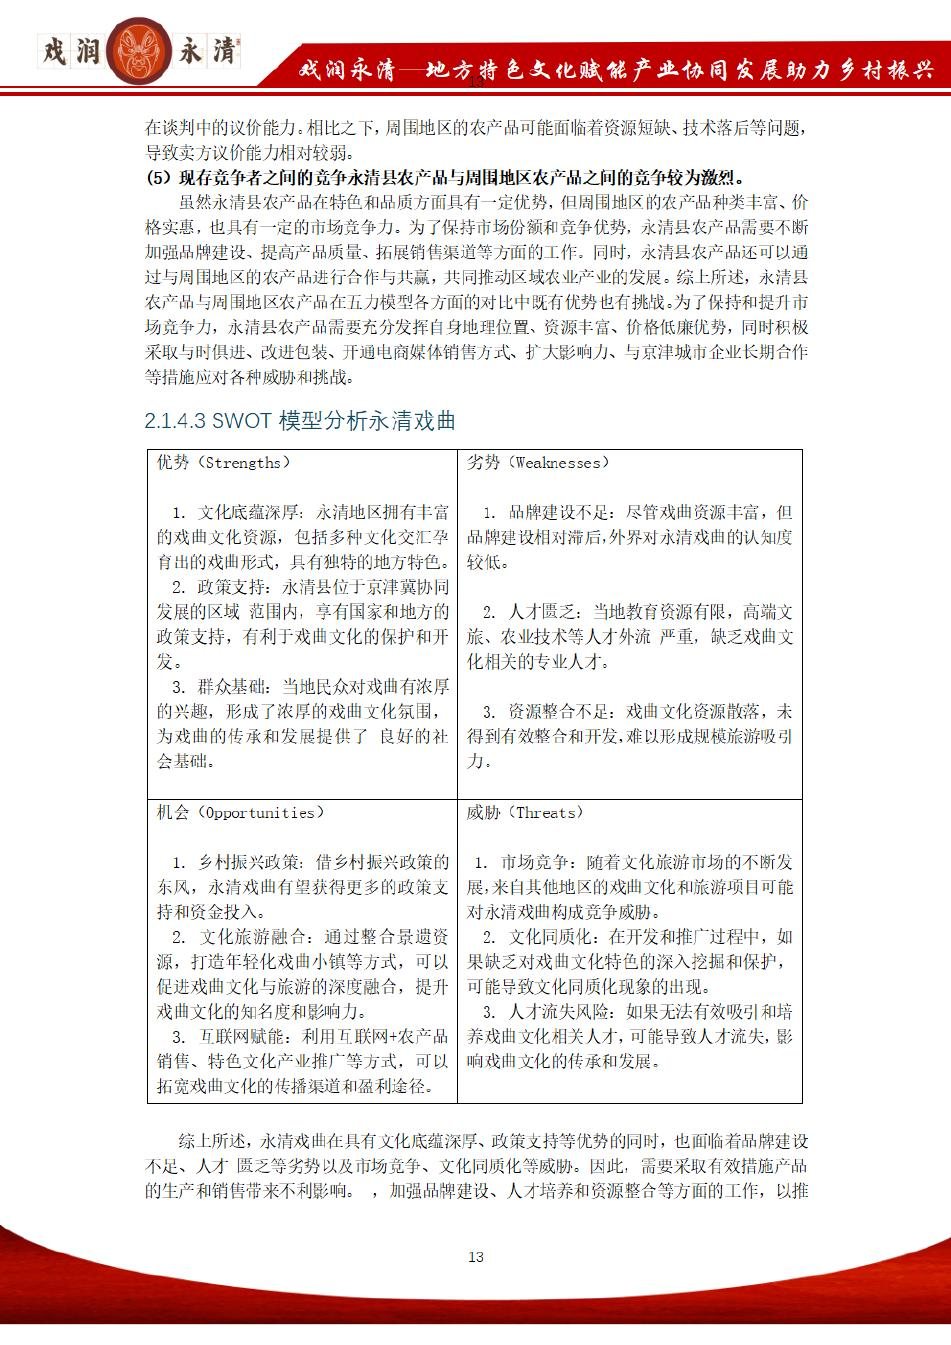 戏润永清
戏润永清—地方特色文化赋能产业协同发展助力乡村振兴
13
在谈判中的议价能力。相比之下，周围地区的农产品可能面临着资源短缺、技术落后等问题，
导致卖方议价能力相对较弱。
(5）现存竞争者之间的竞争永清县农产品与周围地区农产品之间的竞争较为激烈。
虽然永清县农产品在特色和品质方面具有一定优势，但周围地区的农产品种类丰富、价
格实惠，也具有一定的市场竞争力。为了保持市场份额和竞争优势，永清县农产品需要不断
加强品牌建设、提高产品质量、拓展销售渠道等方面的工作。同时，永清县农产品还可以通
过与周围地区的农产品进行合作与共赢，共同推动区域农业产业的发展。综上所述，永清县
农产品与周围地区农产品在五力模型各方面的对比中既有优势也有挑战。为了保持和提升市
场竞争力，永清县农产品需要充分发挥自身地理位置、资源丰富、价格低廉优势，同时积极
采取与时俱进、改进包装、开通电商媒体销售方式、扩大影响力、与京津城市企业长期合作
等措施应对各种威胁和挑战。
2.1.4.3 SWOT 模型分析永清戏曲
优势（Strengths）
1. 文化底蕴深厚：永清地区拥有丰富
的戏曲文化资源，包括多种文化交汇孕
育出的戏曲形式，具有独特的地方特色。
2. 政策支持：永清县位于京津冀协同
发展的区域 范围内，享有国家和地方的
政策支持，有利于戏曲文化的保护和开
发。
3. 群众基础：当地民众对戏曲有浓厚
的兴趣，形成了浓厚的戏曲文化氛围，
为戏曲的传承和发展提供了 良好的社
会基础。
劣势（Weaknesses）
1. 品牌建设不足：尽管戏曲资源丰富，但
品牌建设相对滞后，外界对永清戏曲的认知度
较低。
2. 人才匮乏：当地教育资源有限，高端文
旅、农业技术等人才外流 严重，缺乏戏曲文
化相关的专业人才。
3. 资源整合不足：戏曲文化资源散落，未
得到有效整合和开发，难以形成规模旅游吸引
力。
机会（Opportunities）
1. 乡村振兴政策：借乡村振兴政策的
东风，永清戏曲有望获得更多的政策支
持和资金投入。
2. 文化旅游融合：通过整合景遗资
源，打造年轻化戏曲小镇等方式，可以
促进戏曲文化与旅游的深度融合，提升
戏曲文化的知名度和影响力。
3. 互联网赋能：利用互联网+农产品
销售、特色文化产业推广等方式，可以
拓宽戏曲文化的传播渠道和盈利途径。
威胁（Threats）
1. 市场竞争：随着文化旅游市场的不断发
展，来自其他地区的戏曲文化和旅游项目可能
对永清戏曲构成竞争威胁。
2. 文化同质化：在开发和推广过程中，如
果缺乏对戏曲文化特色的深入挖掘和保护，
可能导致文化同质化现象的出现。
3. 人才流失风险：如果无法有效吸引和培
养戏曲文化相关人才，可能导致人才流失，影
响戏曲文化的传承和发展。
综上所述，永清戏曲在具有文化底蕴深厚、政策支持等优势的同时，也面临着品牌建设
不足、人才 匮乏等劣势以及市场竞争、文化同质化等威胁。因此，需要采取有效措施产品
的生产和销售带来不利影响。 ，加强品牌建设、人才培养和资源整合等方面的工作，以推
13